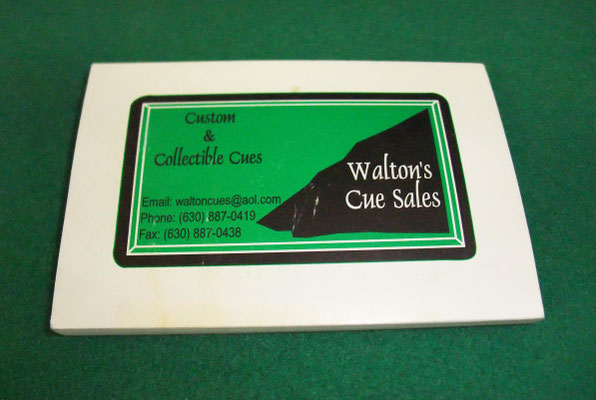 Custom
&
Collectible Cues
Email: waltoncues@aol.com
Phone: (630) 887-0419
Fax: (630) 887-0438
Walton's
Cue Sales